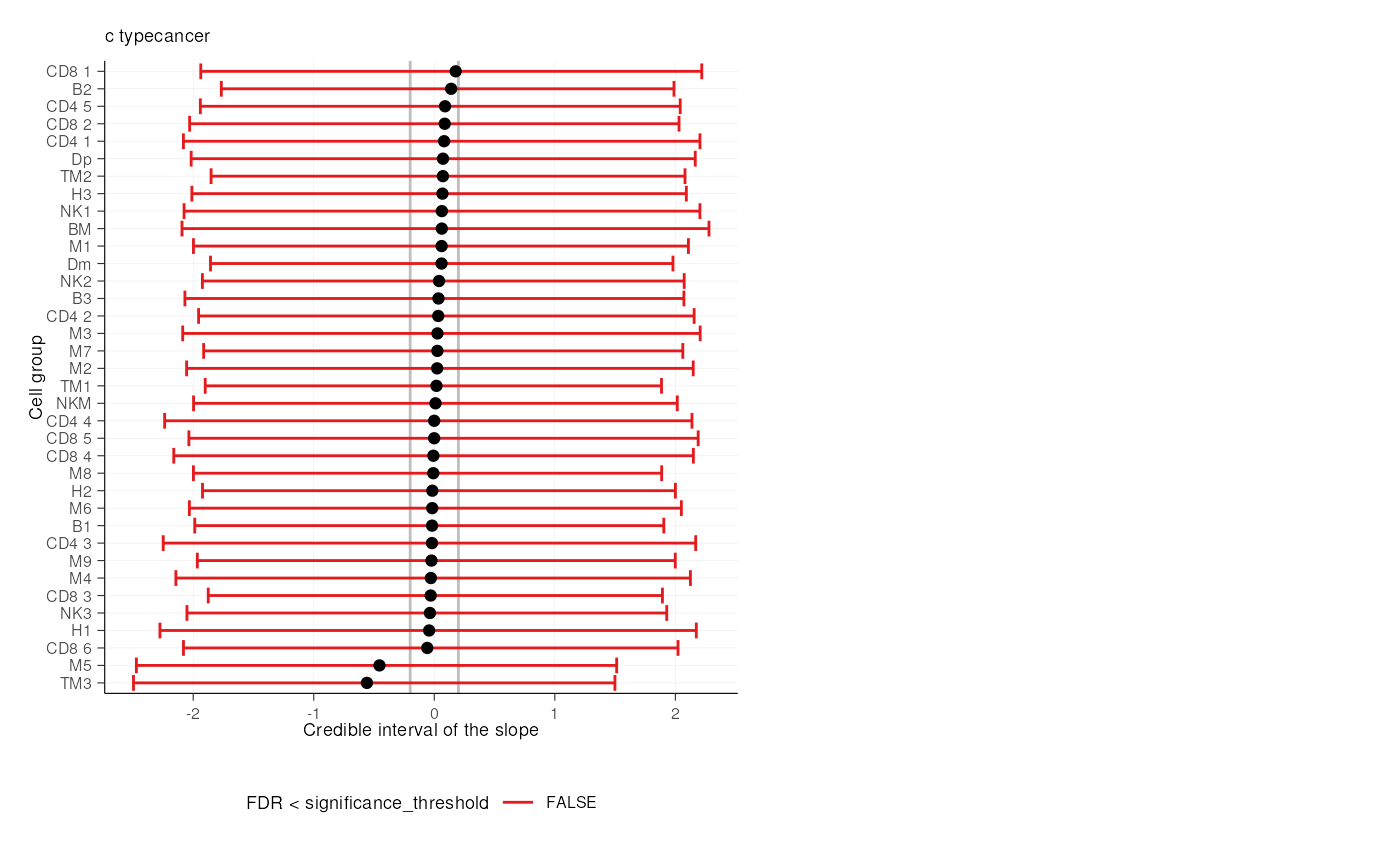 c typecancer
CD8 1
B2
CD4 5
CD8 2
CD4 1
Dp
TM2
H3
NK1
BM
M1
Dm
NK2
B3
CD4 2
M3
M7
M2
TM1
NKM
CD4 4
CD8 5
CD8 4
M8
H2
M6
B1
CD4 3
M9
M4
CD8 3
NK3
H1
CD8 6
M5
TM3
Cell group
-2 -1 0 1 2
Credible interval of the slope
FDR < significance_threshold FALSE